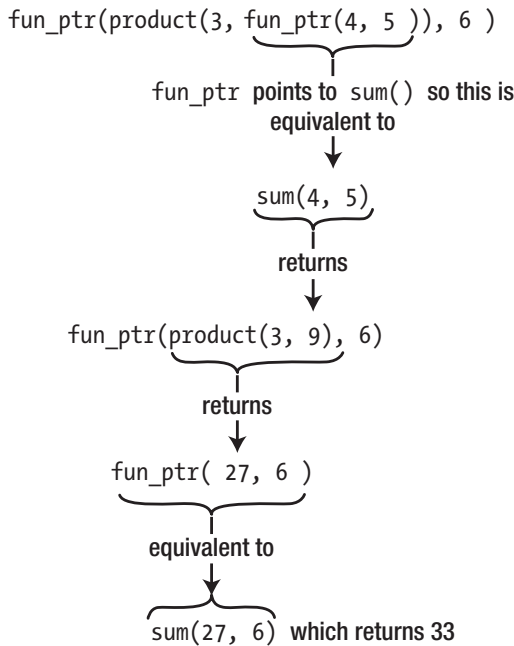 fun_ptr(product(3, fun_ptr(4, 5 )), 6 )
fun_ptr points to sum() so this is
equivalent to
sum(4, 5)
returns
fun_ptr(product(3, 9), 6)
returns
fun_ptr( 27, 6 )
equivalent to
sum(27, 6) which returns 33